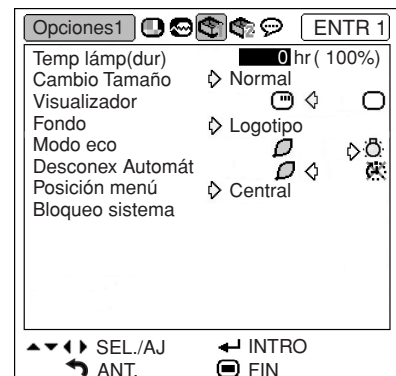 Opciones1 ENTR 1
Temp lámp(dur) 0 hr ( 100%)
Cambio Tamaño Normal
Visualizador
Fondo Logotipo
Modo eco
Desconex Automát
Posición menú Central
Bloqueo sistema
SEL./AJ INTRO
ANT. FIN